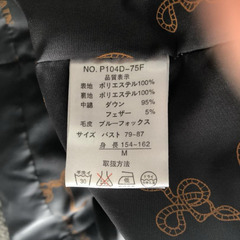 NO. P104D-75F
品質表示
表地 ポリエステル100%
裏地 ポリエステル100%
中綿 ダウン 95%
フェザー 5%
毛皮 ブルーフォックス
サイズ バスト 79-87
身長 154-162
M
取扱方法